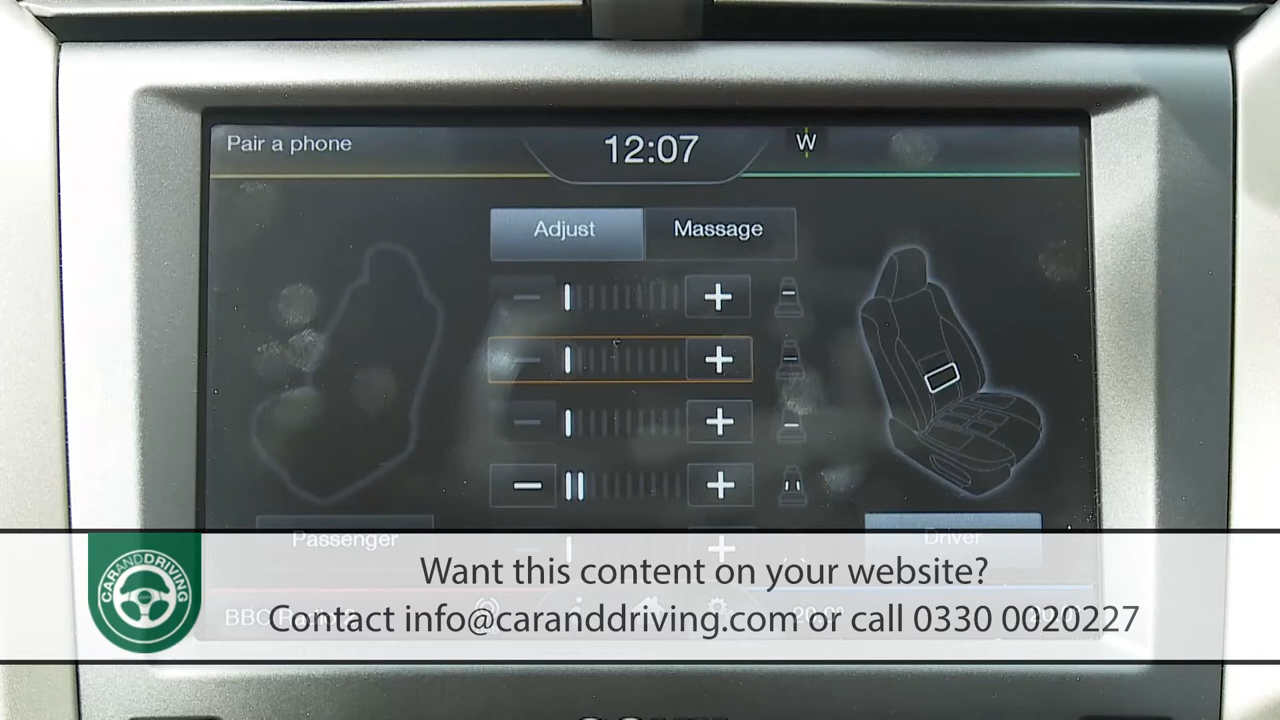 Pair a phone
12:07
W
Adjust
Massage
Passenger
Driver
CARANDDRIVING
Want this content on your website?
Contact info@caranddriving.com or call 0330 0020227
BBC